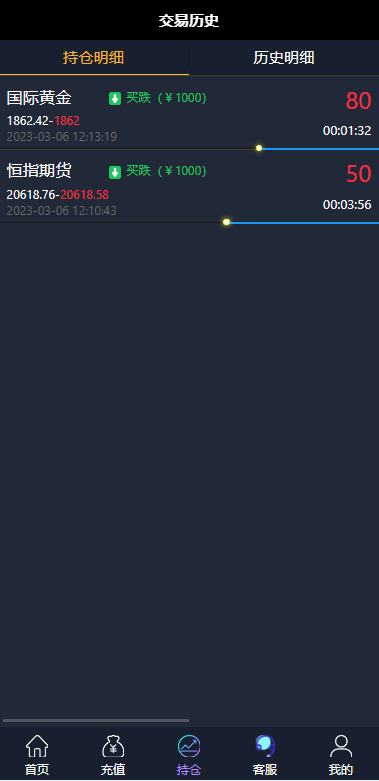 交易历史
持仓明细 历史明细
国际黄金 买跌（￥1000） 80
1862.42-1862 00:01:32
2023-03-06 12:13:19
恒指期货 买跌（￥1000） 50
20618.76-20618.58 00:03:56
2023-03-06 12:10:43
首页 充值 持仓 客服 我的